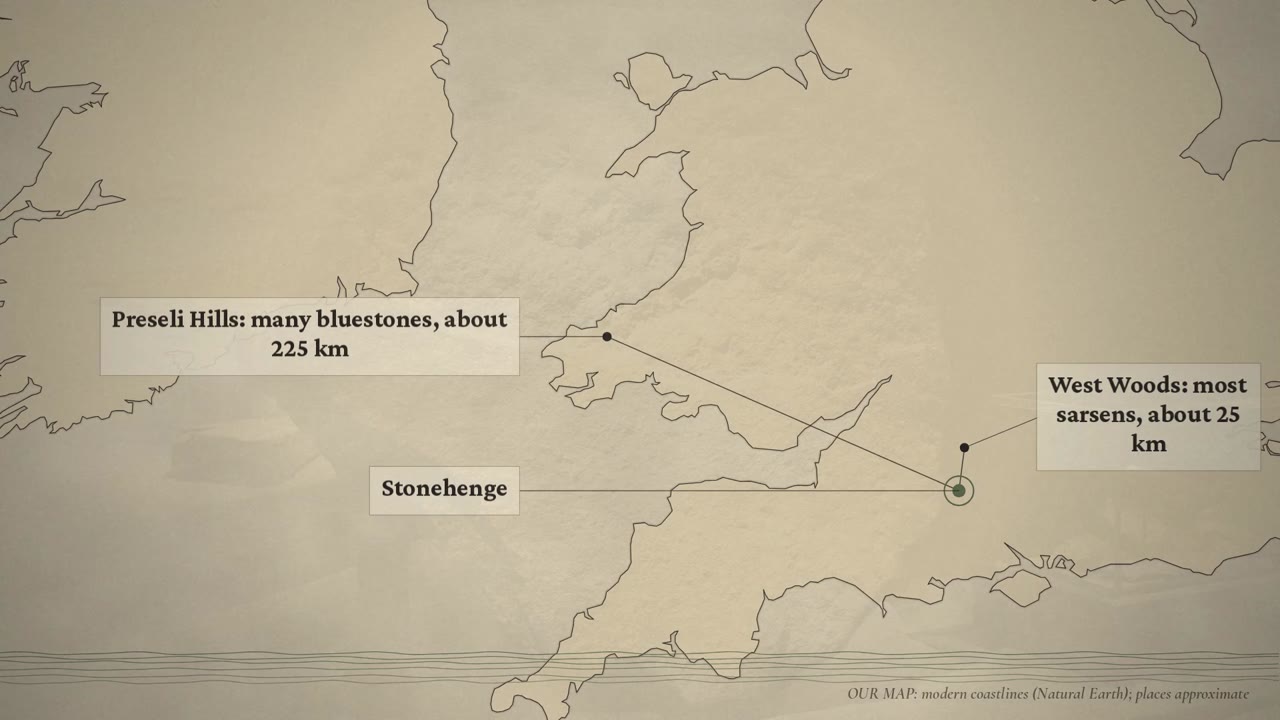 Preseli Hills: many bluestones, about
225 km
West Woods: most
sarsens, about 25
km
Stonehenge
OUR MAP: modern coastlines (Natural Earth); places approximate